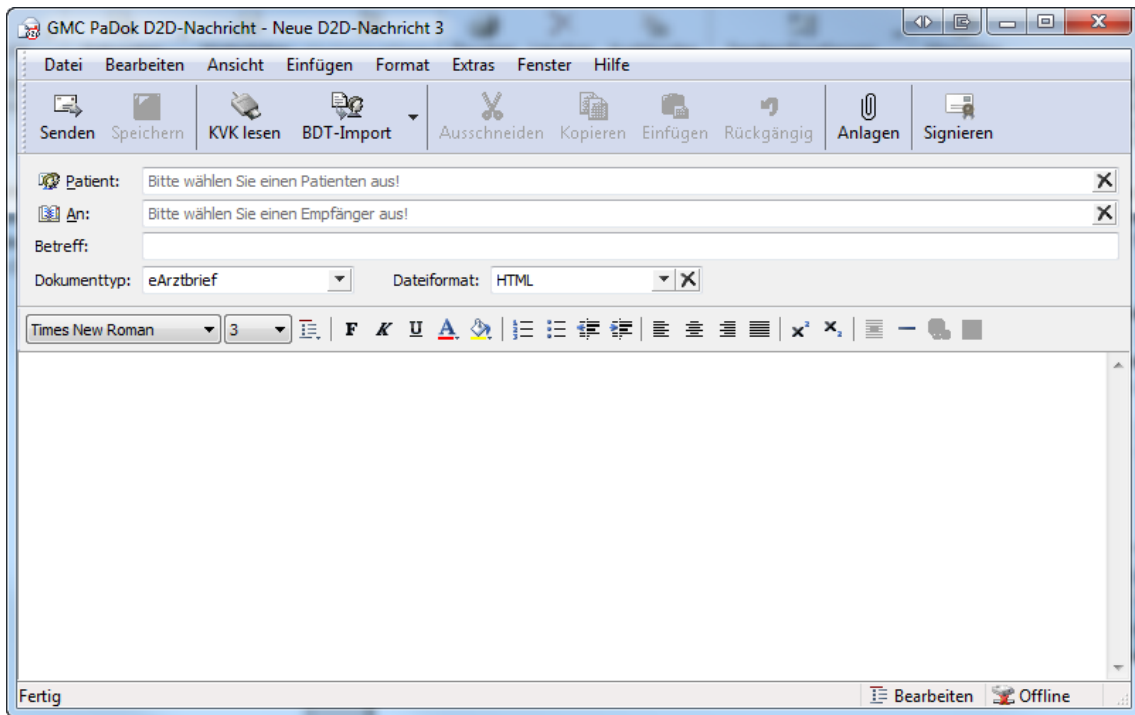 GMC PaDok D2D-Nachricht - Neue D2D-Nachricht 3
Datei Bearbeiten Ansicht Einfügen Format Extras Fenster Hilfe
Senden Speichern KVK lesen BDT-Import Ausschneiden Kopieren Einfügen Rückgängig Anlagen Signieren
Patient: Bitte wählen Sie einen Patienten aus!
An: Bitte wählen Sie einen Empfänger aus!
Betreff:
Dokumenttyp: eArztbrief Dateiformat: HTML
Times New Roman 3 F K U A x² x₂
Fertig Bearbeiten Offline